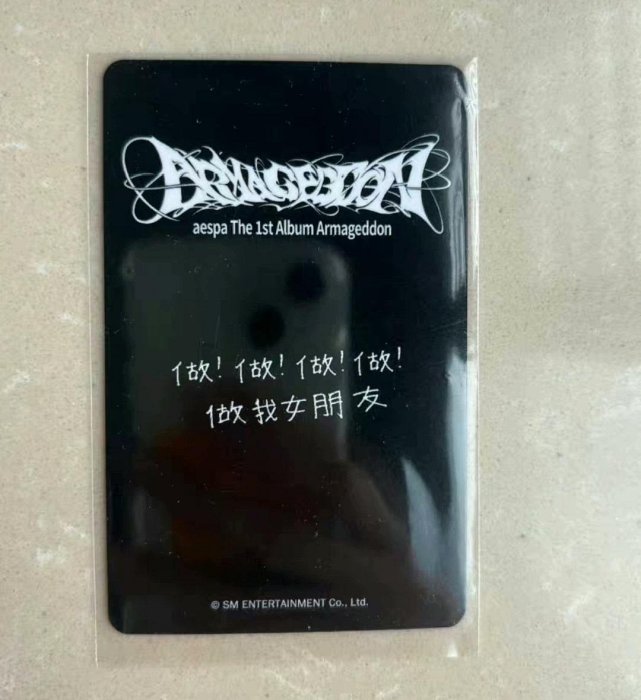 ARMAGEDDON
aespa The 1st Album Armageddon
做! 做! 做! 做!
做我女朋友
© SM ENTERTAINMENT Co., Ltd.